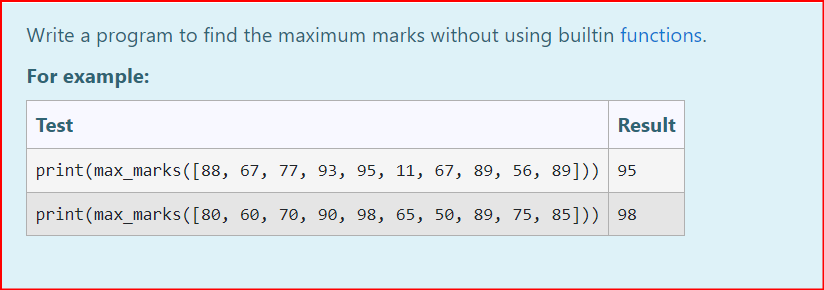 Write a program to find the maximum marks without using builtin functions.
For example:
Test Result
print(max_marks([88, 67, 77, 93, 95, 11, 67, 89, 56, 89])) 95
print(max_marks([80, 60, 70, 90, 98, 65, 50, 89, 75, 85])) 98